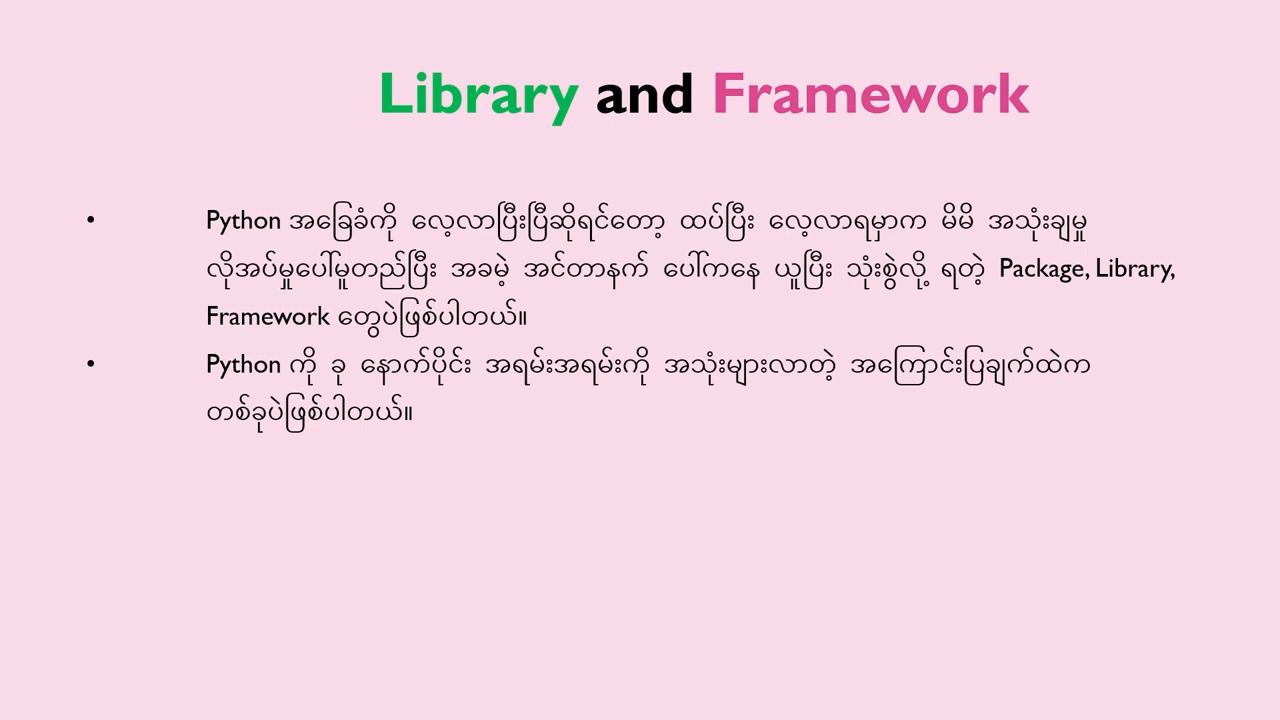 Library and Framework
• Python အခြေခံကို လေ့လာပြီးပြီဆိုရင်တော့ ထပ်ပြီး လေ့လာရမှာက မိမိ အသုံးချမှု
လိုအပ်မှုပေါ်မူတည်ပြီး အခမဲ့ အင်တာနက် ပေါ်ကနေ ယူပြီး သုံးစွဲလို့ ရတဲ့ Package, Library,
Framework တွေပဲဖြစ်ပါတယ်။
• Python ကို ခု နောက်ပိုင်း အရမ်းအရမ်းကို အသုံးများလာတဲ့ အကြောင်းပြချက်ထဲက
တစ်ခုပဲဖြစ်ပါတယ်။